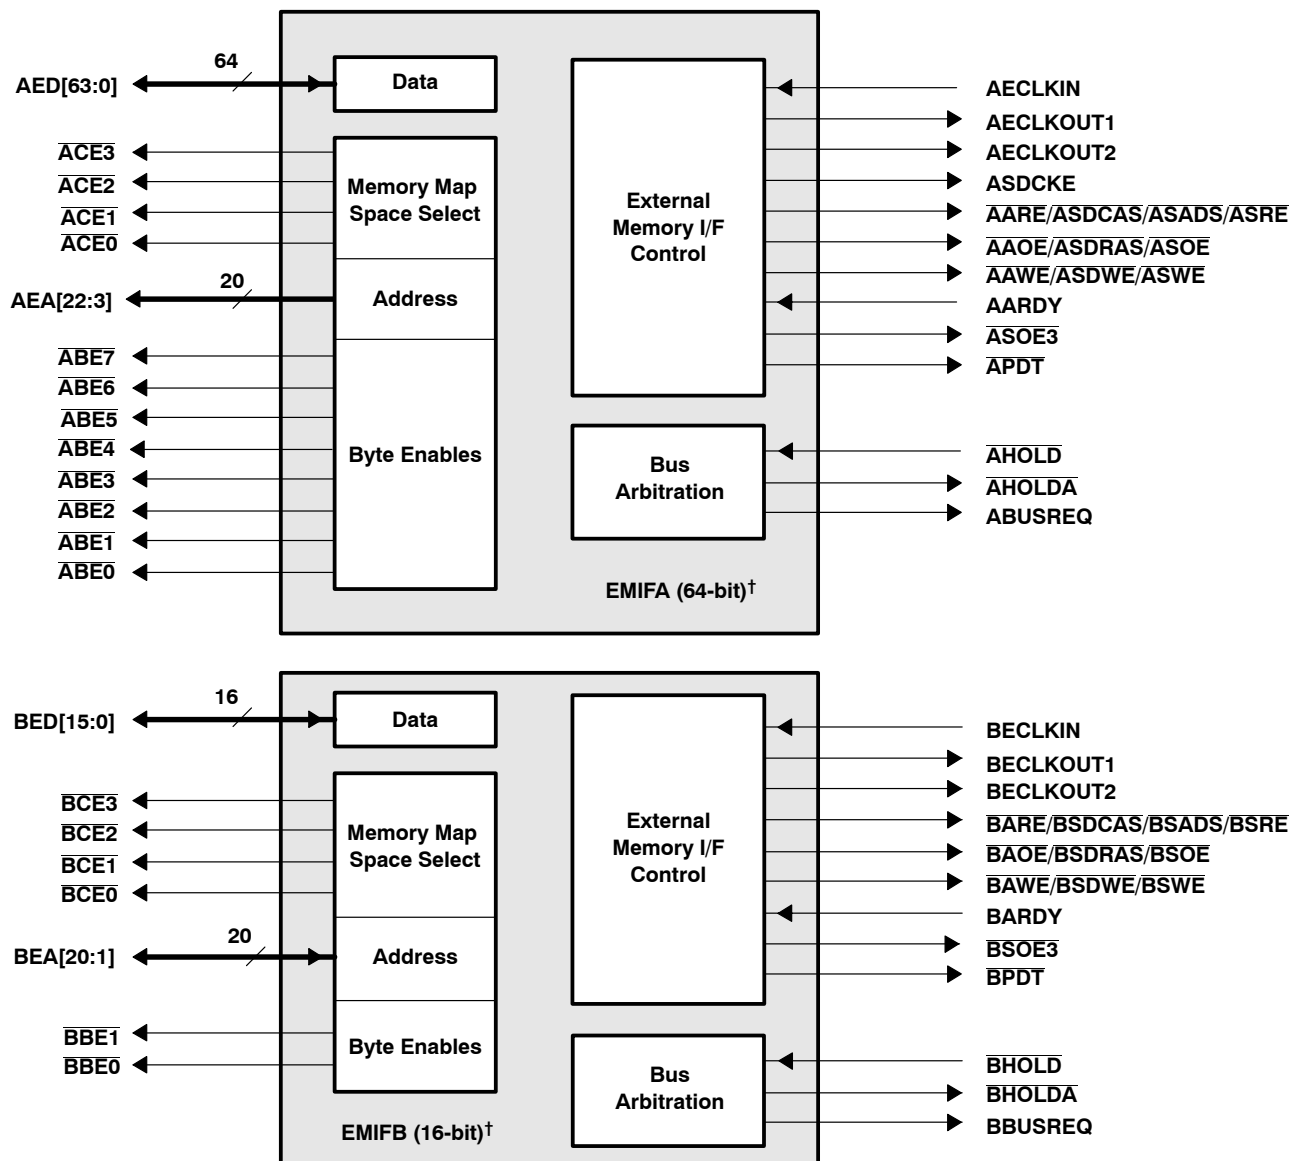 64
AED[63:0]
Data
ACE3
ACE2
ACE1
ACE0
Memory Map
Space Select
20
AEA[22:3]
Address
ABE7
ABE6
ABE5
ABE4
ABE3
ABE2
ABE1
ABE0
Byte Enables
External
Memory I/F
Control
AECLKIN
AECLKOUT1
AECLKOUT2
ASDCKE
AARE/ASDCAS/ASADS/ASRE
AAOE/ASDRAS/ASOE
AAWE/ASDWE/ASWE
AARDY
ASOE3
APDT
Bus
Arbitration
AHOLD
AHOLDA
ABUSREQ
EMIFA (64-bit)†
16
BED[15:0]
Data
BCE3
BCE2
BCE1
BCE0
Memory Map
Space Select
20
BEA[20:1]
Address
BBE1
BBE0
Byte Enables
External
Memory I/F
Control
BECLKIN
BECLKOUT1
BECLKOUT2
BARE/BSDCAS/BSADS/BSRE
BAOE/BSDRAS/BSOE
BAWE/BSDWE/BSWE
BARDY
BSOE3
BPDT
Bus
Arbitration
BHOLD
BHOLDA
BBUSREQ
EMIFB (16-bit)†